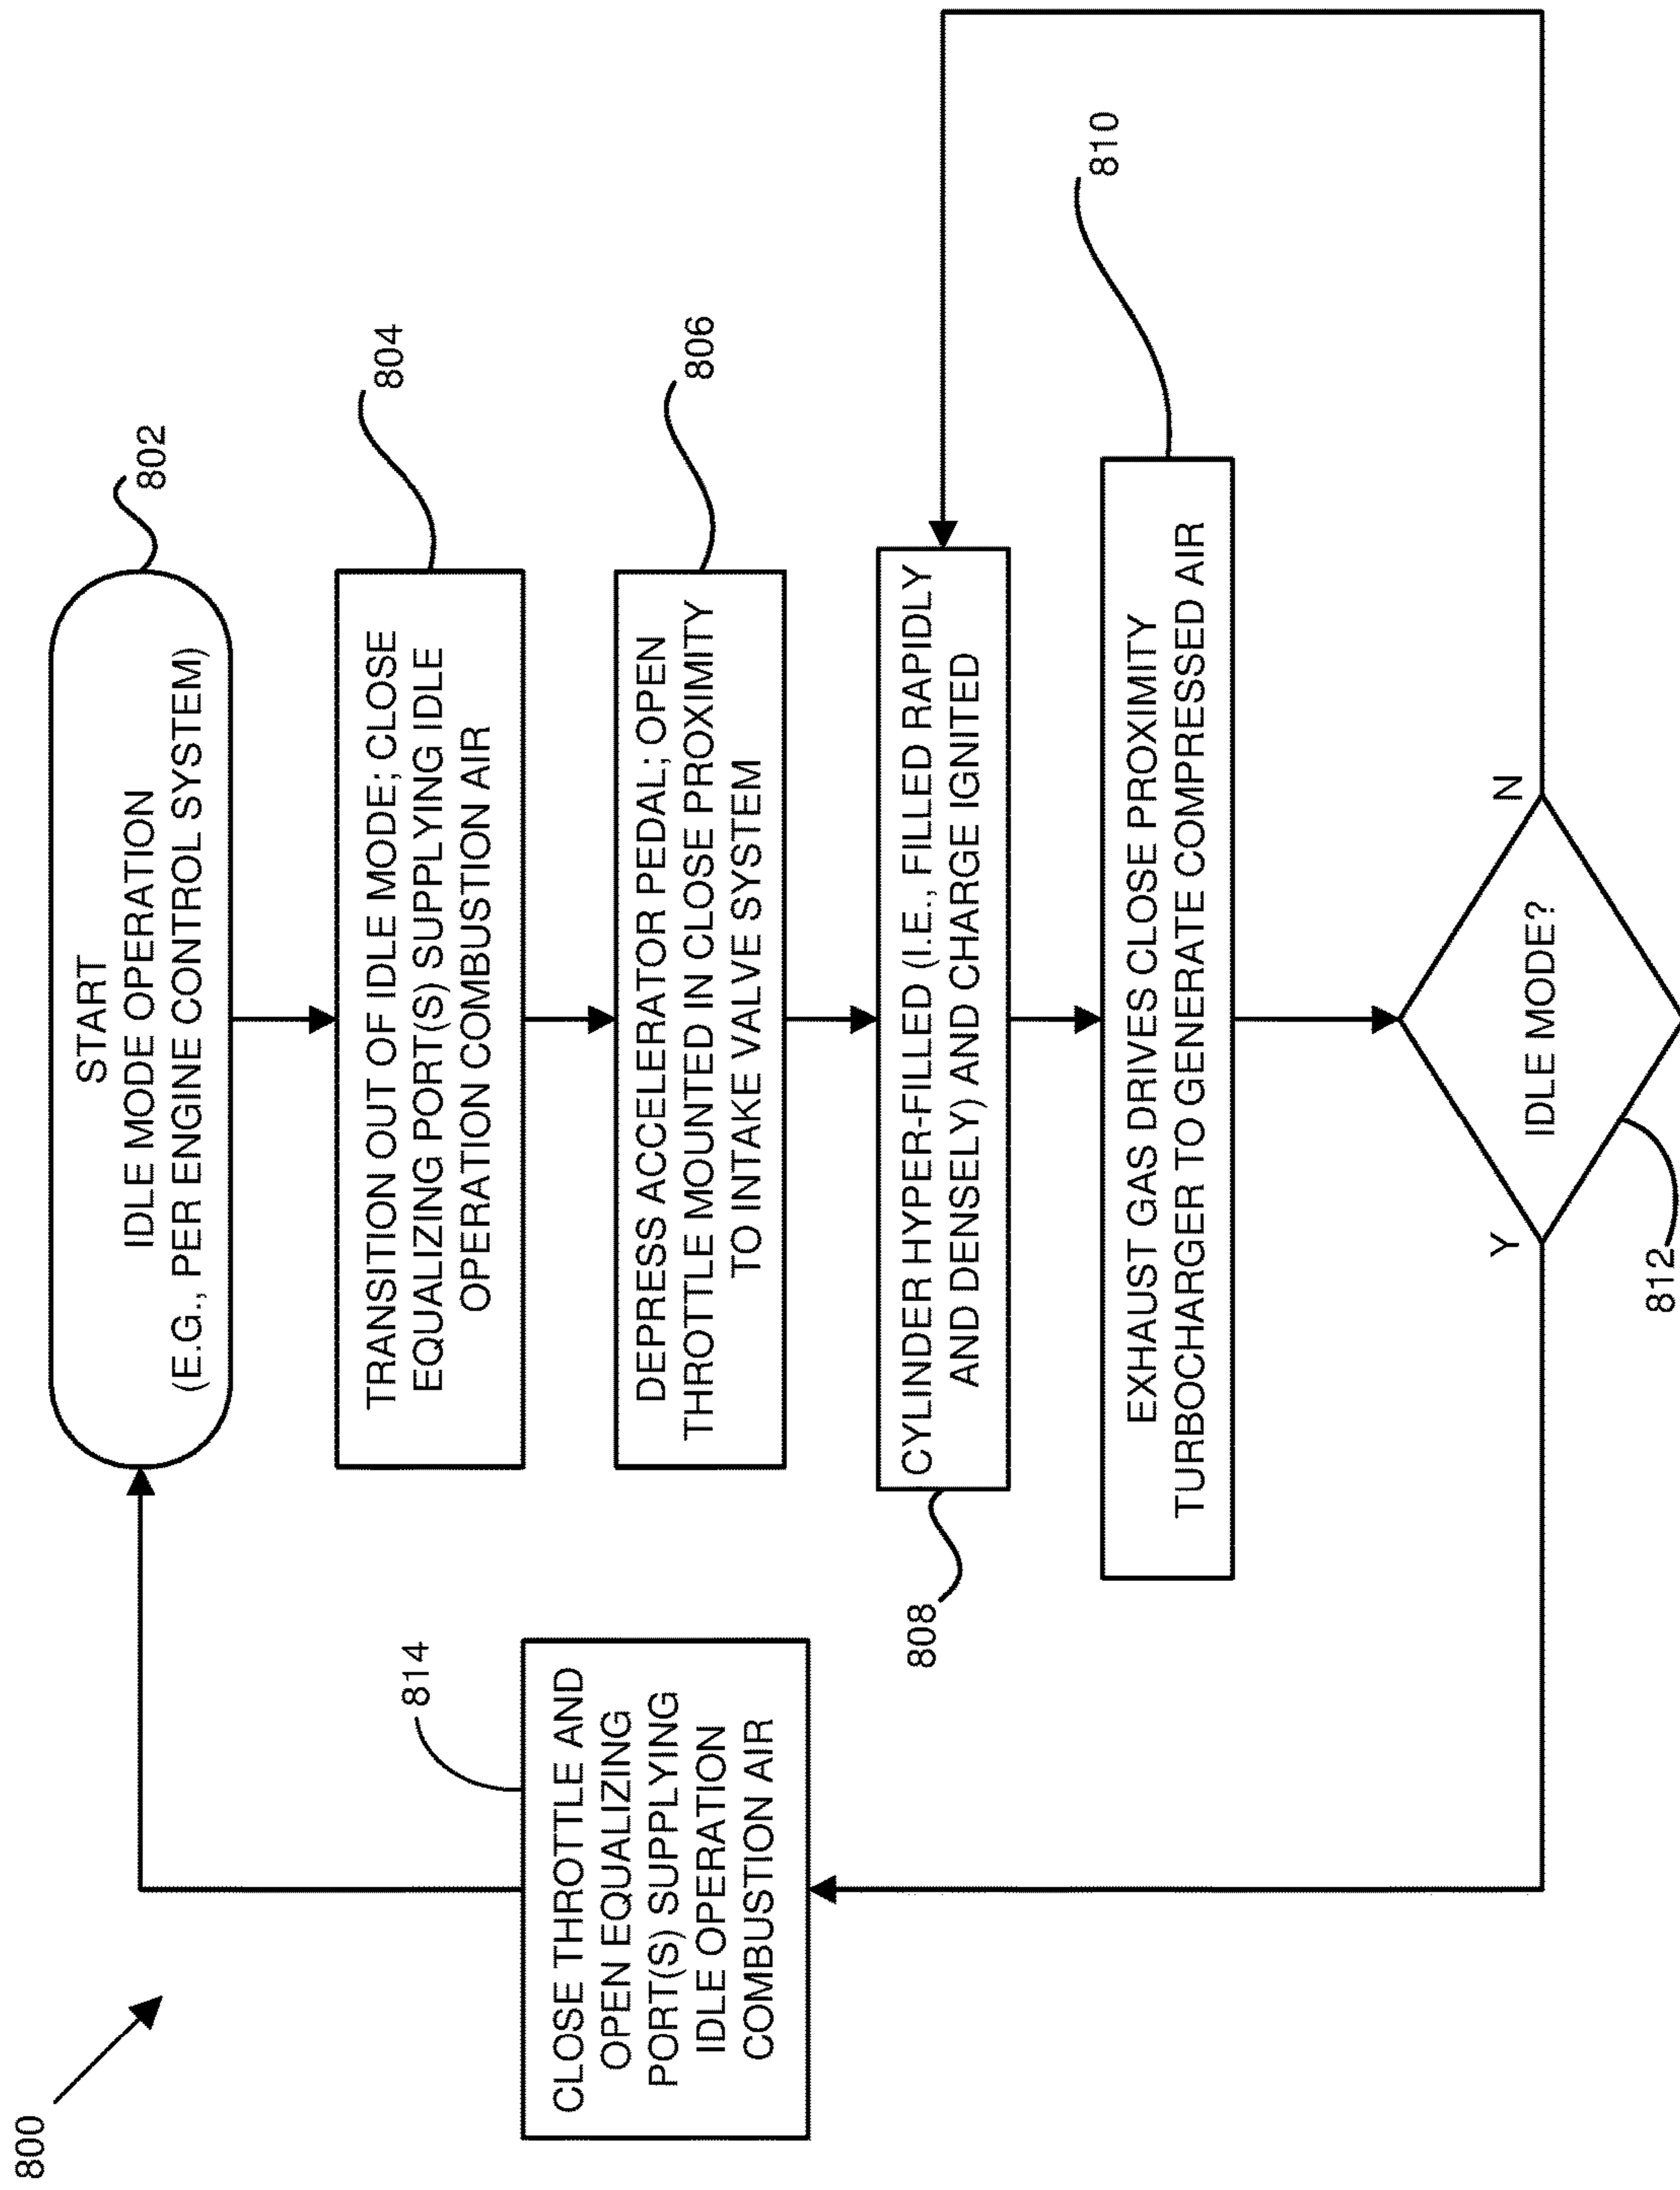 800
START
IDLE MODE OPERATION
(E.G., PER ENGINE CONTROL SYSTEM)
802
TRANSITION OUT OF IDLE MODE; CLOSE
EQUALIZING PORT(S) SUPPLYING IDLE
OPERATION COMBUSTION AIR
804
DEPRESS ACCELERATOR PEDAL; OPEN
THROTTLE MOUNTED IN CLOSE PROXIMITY
TO INTAKE VALVE SYSTEM
806
CYLINDER HYPER-FILLED (I.E., FILLED RAPIDLY
AND DENSELY) AND CHARGE IGNITED
808
EXHAUST GAS DRIVES CLOSE PROXIMITY
TURBOCHARGER TO GENERATE COMPRESSED AIR
810
IDLE MODE?
Y
N
812
CLOSE THROTTLE AND
OPEN EQUALIZING
PORT(S) SUPPLYING
IDLE OPERATION
COMBUSTION AIR
814